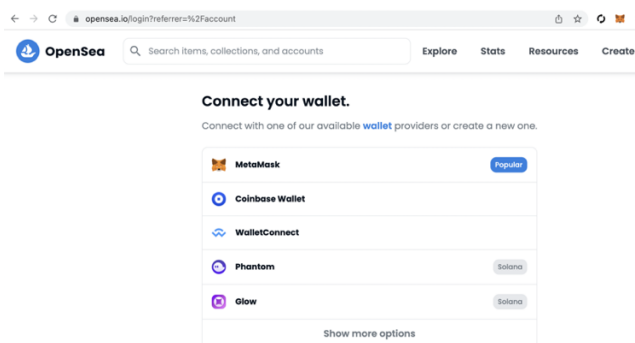 opensea.io/login?referrer=%2Faccount
OpenSea Search items, collections, and accounts Explore Stats Resources Create
Connect your wallet.
Connect with one of our available wallet providers or create a new one.
MetaMask Popular
Coinbase Wallet
WalletConnect
Phantom Solana
Glow Solana
Show more options